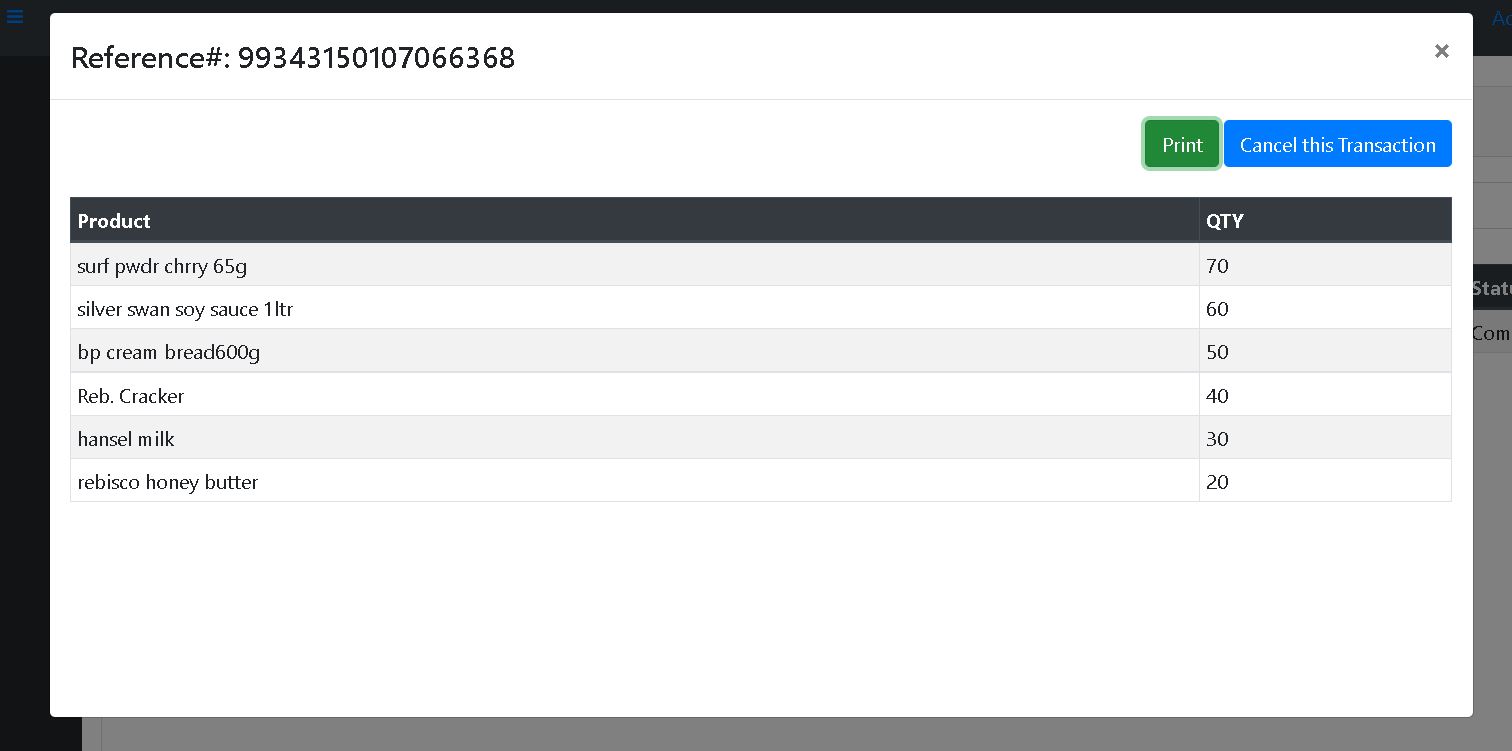 Ac
Reference#: 99343150107066368
×
Print Cancel this Transaction
Product QTY
surf pwdr chrry 65g 70
silver swan soy sauce 1ltr 60
bp cream bread600g 50
Reb. Cracker 40
hansel milk 30
rebisco honey butter 20
Statu
Com